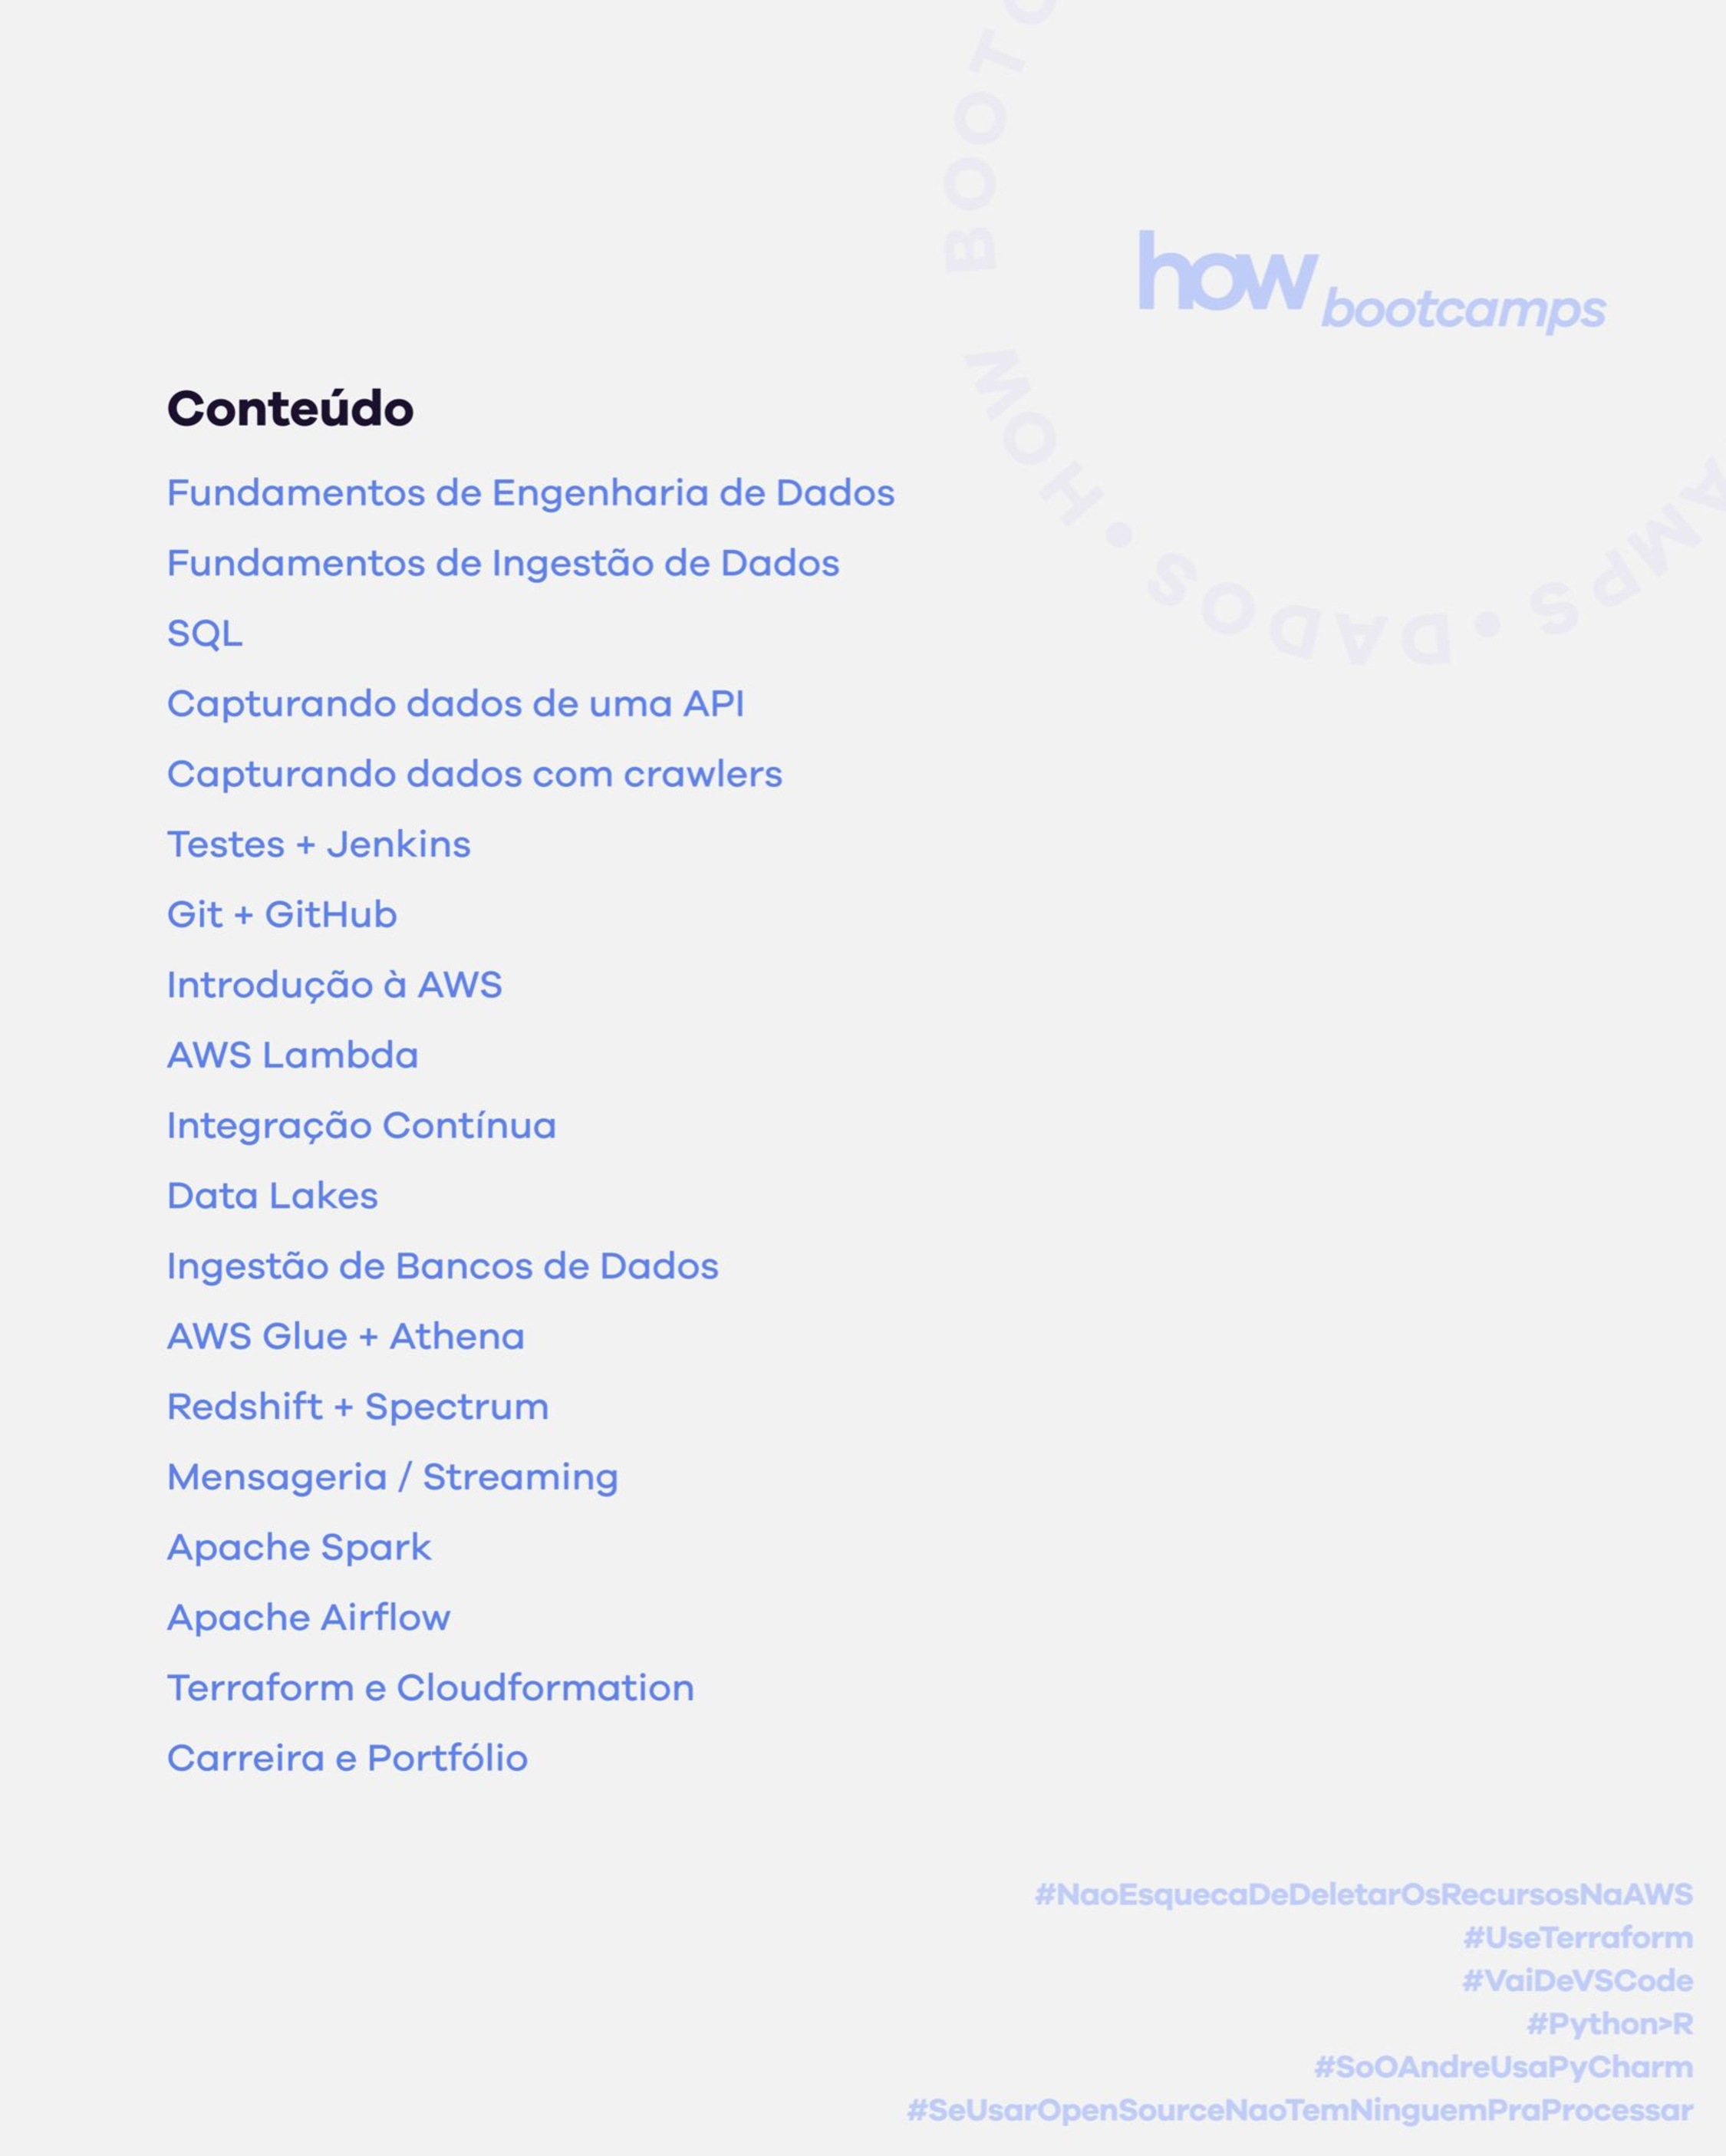 how bootcamps
HOW BOOTCAMPS • DADOS •
Conteúdo
Fundamentos de Engenharia de Dados
Fundamentos de Ingestão de Dados
SQL
Capturando dados de uma API
Capturando dados com crawlers
Testes + Jenkins
Git + GitHub
Introdução à AWS
AWS Lambda
Integração Contínua
Data Lakes
Ingestão de Bancos de Dados
AWS Glue + Athena
Redshift + Spectrum
Mensageria / Streaming
Apache Spark
Apache Airflow
Terraform e Cloudformation
Carreira e Portfólio
#NaoEsquecaDeDeletarOsRecursosNaAWS
#UseTerraform
#VaiDeVSCode
#Python>R
#SoOAndreUsaPyCharm
#SeUsarOpenSourceNaoTemNinguemPraProcessar